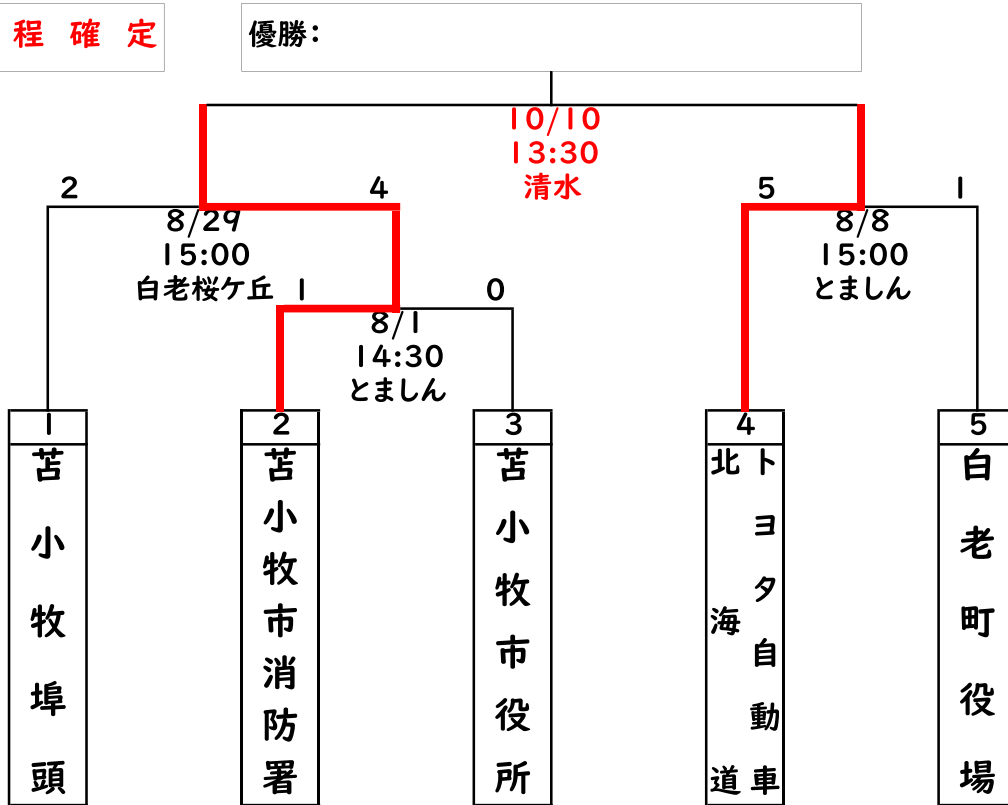 程 確 定
優勝：
10/10
13:30
清水
2
4
5
1
8/29
15:00
白老桜ケ丘
8/8
15:00
とましん
1
0
8/1
14:30
とましん
1
2
3
4
5
苫小牧埠頭
苫小牧市消防署
苫小牧市役所
トヨタ自動車
北海道
白老町役場